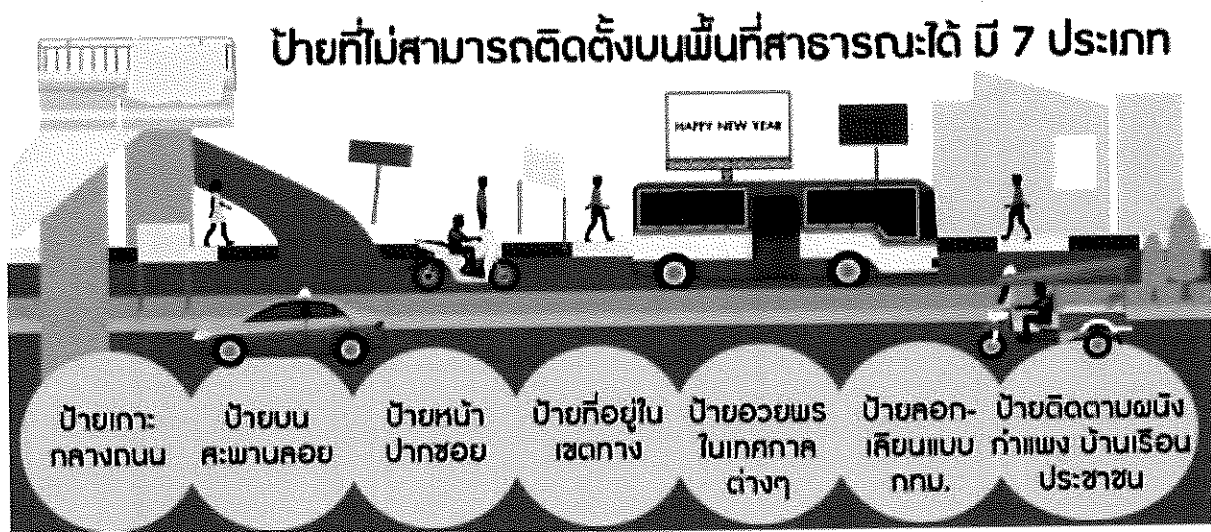 ป้ายที่ไม่สามารถติดตั้งบนพื้นที่สาธารณะได้ มี 7 ประเภท
HAPPY NEW YEAR
ป้ายเกาะ
กลางถนน
ป้ายบน
สะพานลอย
ป้ายหน้า
ปากซอย
ป้ายที่อยู่ใน
เขตทาง
ป้ายอวยพร
ในเทศกาล
ต่างๆ
ป้ายลอก-
เลียนแบบ
กทม.
ป้ายติดตามผนัง
กำแพง บ้านเรือน
ประชาชน